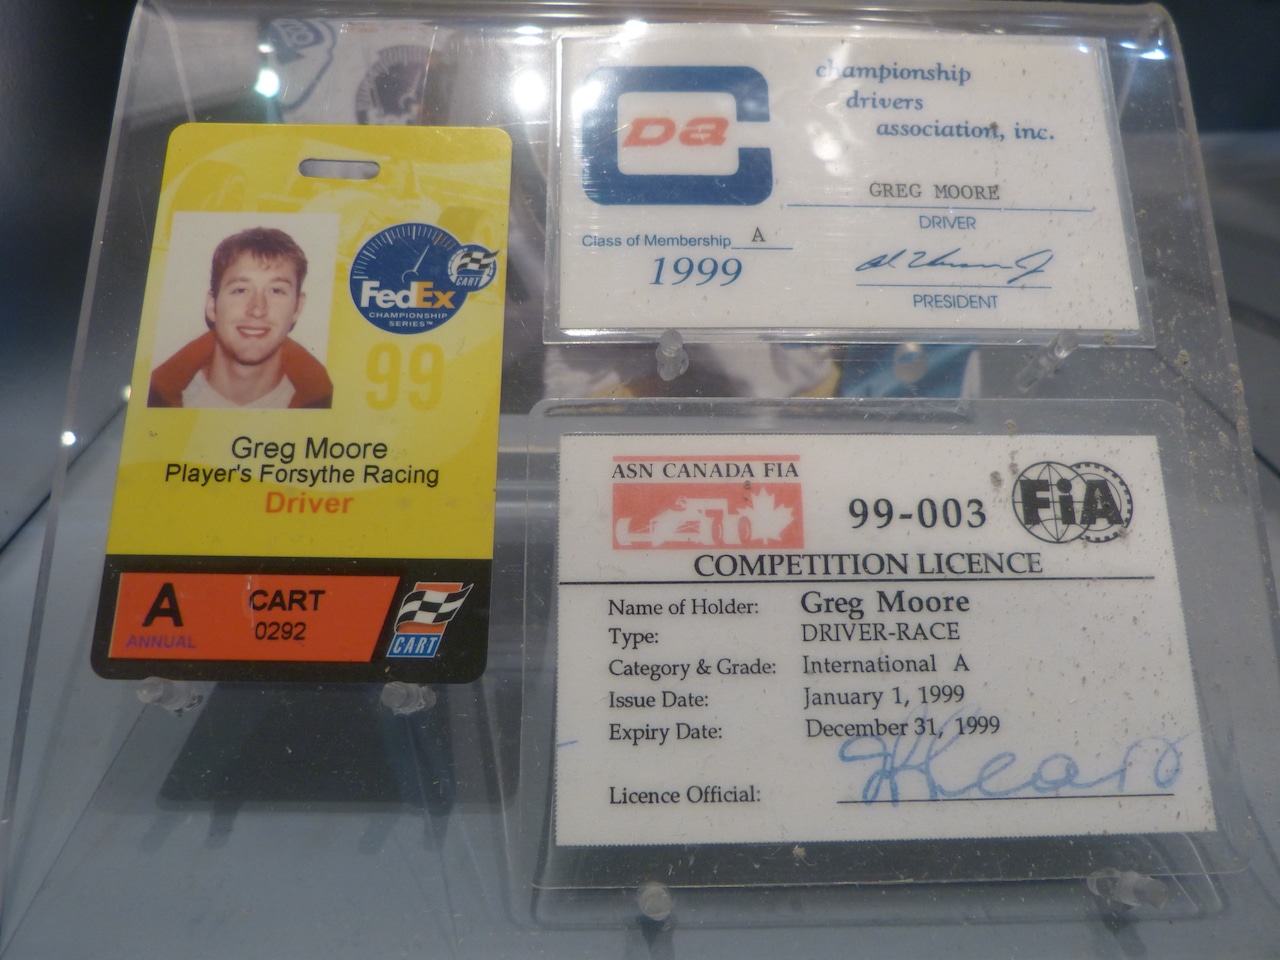 FedEx
CHAMPIONSHIP
SERIES™
CART
99
Greg Moore
Player's Forsythe Racing
Driver
A
ANNUAL
CART
0292
CART
Da
championship
drivers
association, inc.
GREG MOORE
DRIVER
Class of Membership A
1999
PRESIDENT
ASN CANADA FIA
99-003
FiA
COMPETITION LICENCE
Name of Holder: Greg Moore
Type: DRIVER-RACE
Category & Grade: International A
Issue Date: January 1, 1999
Expiry Date: December 31, 1999
Licence Official: